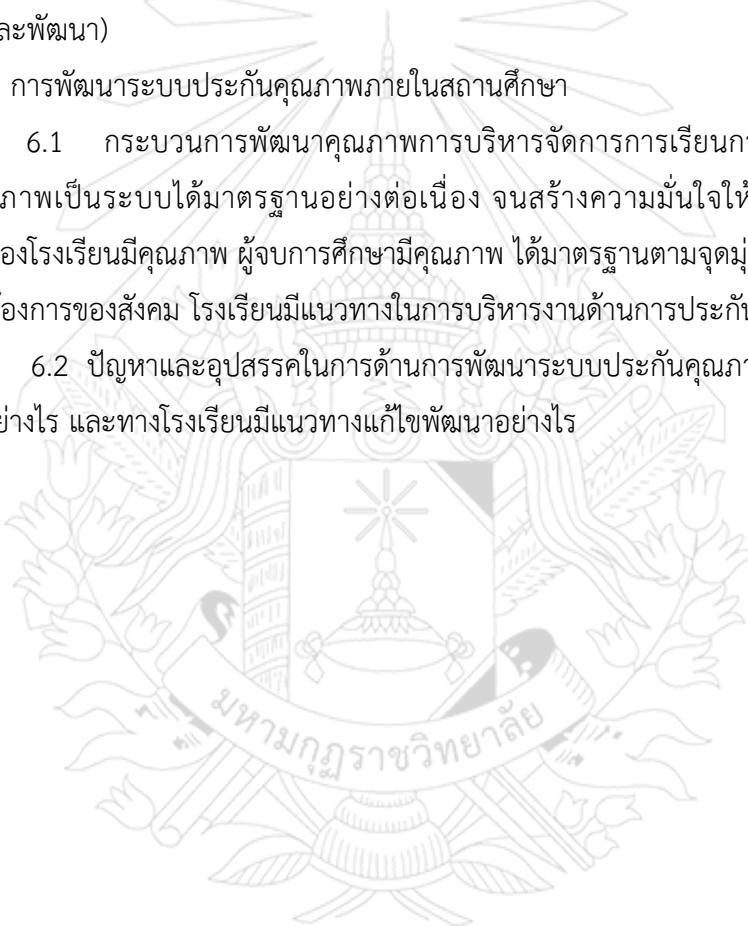 ละพัฒนา)
การพัฒนาระบบประกันคุณภาพภายในสถานศึกษา
6.1 กระบวนการพัฒนาคุณภาพการบริหารจัดการการเรียนกา
ภาพเป็นระบบได้มาตรฐานอย่างต่อเนื่อง จนสร้างความมั่นใจให้
องโรงเรียนมีคุณภาพ ผู้จบการศึกษามีคุณภาพ ได้มาตรฐานตามจุดมุ่
้องการของสังคม โรงเรียนมีแนวทางในการบริหารงานด้านการประกัน
6.2 ปัญหาและอุปสรรคในการด้านการพัฒนาระบบประกันคุณภา
ย่างไร และทางโรงเรียนมีแนวทางแก้ไขพัฒนาอย่างไร
มหามกุฏราชวิทยาลัย